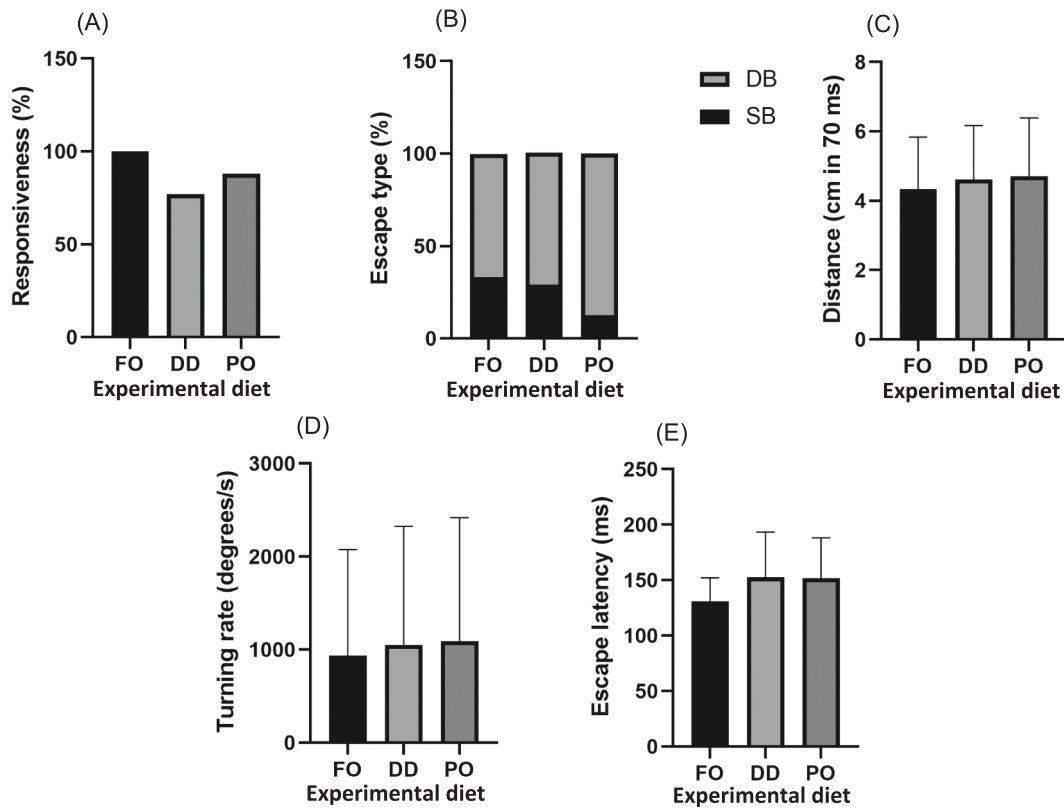 (A)
Responsiveness (%)
150
100
50
0
FO DD PO
Experimental diet
(B)
Escape type (%)
150
100
50
0
FO DD PO
Experimental diet
DB
SB
(C)
Distance (cm in 70 ms)
8
6
4
2
0
FO DD PO
Experimental diet
(D)
Turning rate (degrees/s)
3000
2000
1000
0
FO DD PO
Experimental diet
(E)
Escape latency (ms)
250
200
150
100
50
0
FO DD PO
Experimental diet